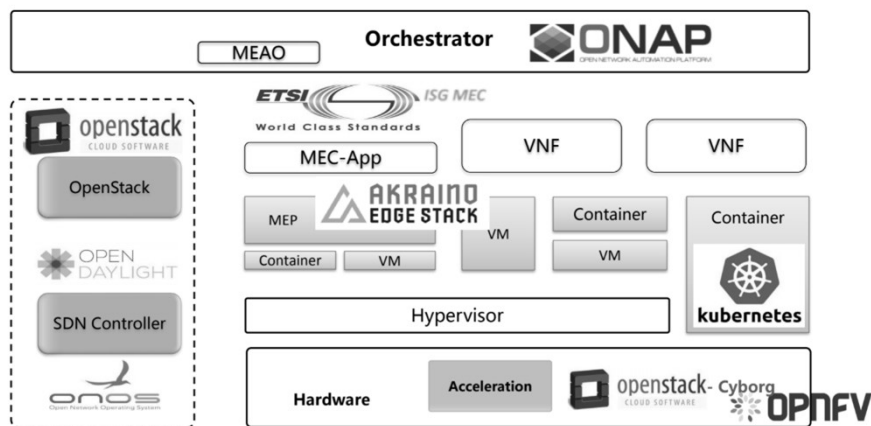 Orchestrator
MEAO
ONAP
OPEN NETWORK AUTOMATION PLATFORM
openstack
CLOUD SOFTWARE
OpenStack
OPEN
DAYLIGHT
SDN Controller
onos
Open Network Operating System
ETSI ISG MEC
World Class Standards
MEC-App
VNF
VNF
AKRAINO
EDGE STACK
MEP
Container
VM
VM
Container
VM
Container
kubernetes
Hypervisor
Hardware
Acceleration
openstack - Cyborg
CLOUD SOFTWARE
OPNFV